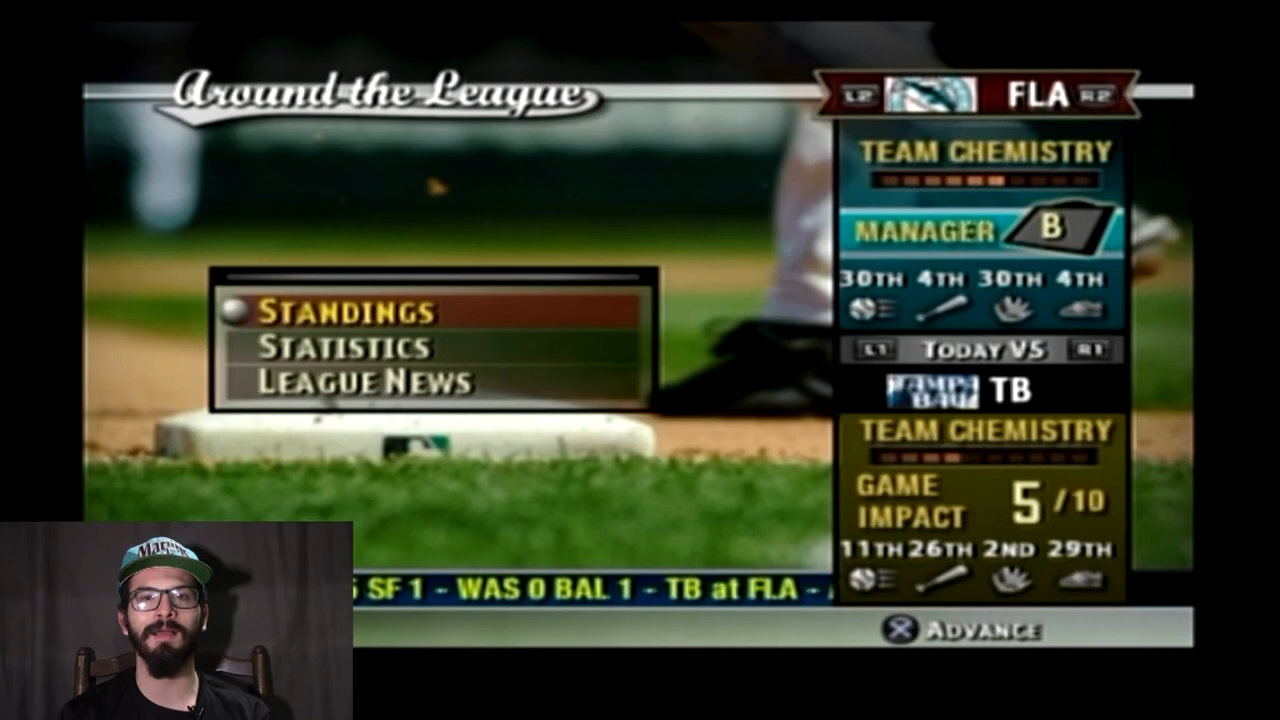 Around the League
L2 FLA R2
TEAM CHEMISTRY
MANAGER B
30TH 4TH 30TH 4TH
STANDINGS
STATISTICS
LEAGUE NEWS
L1 TODAY VS R1
TAMPA BAY TB
TEAM CHEMISTRY
GAME IMPACT 5 / 10
11TH 26TH 2ND 29TH
SF 1 - WAS 0 BAL 1 - TB at FLA -
ADVANCE